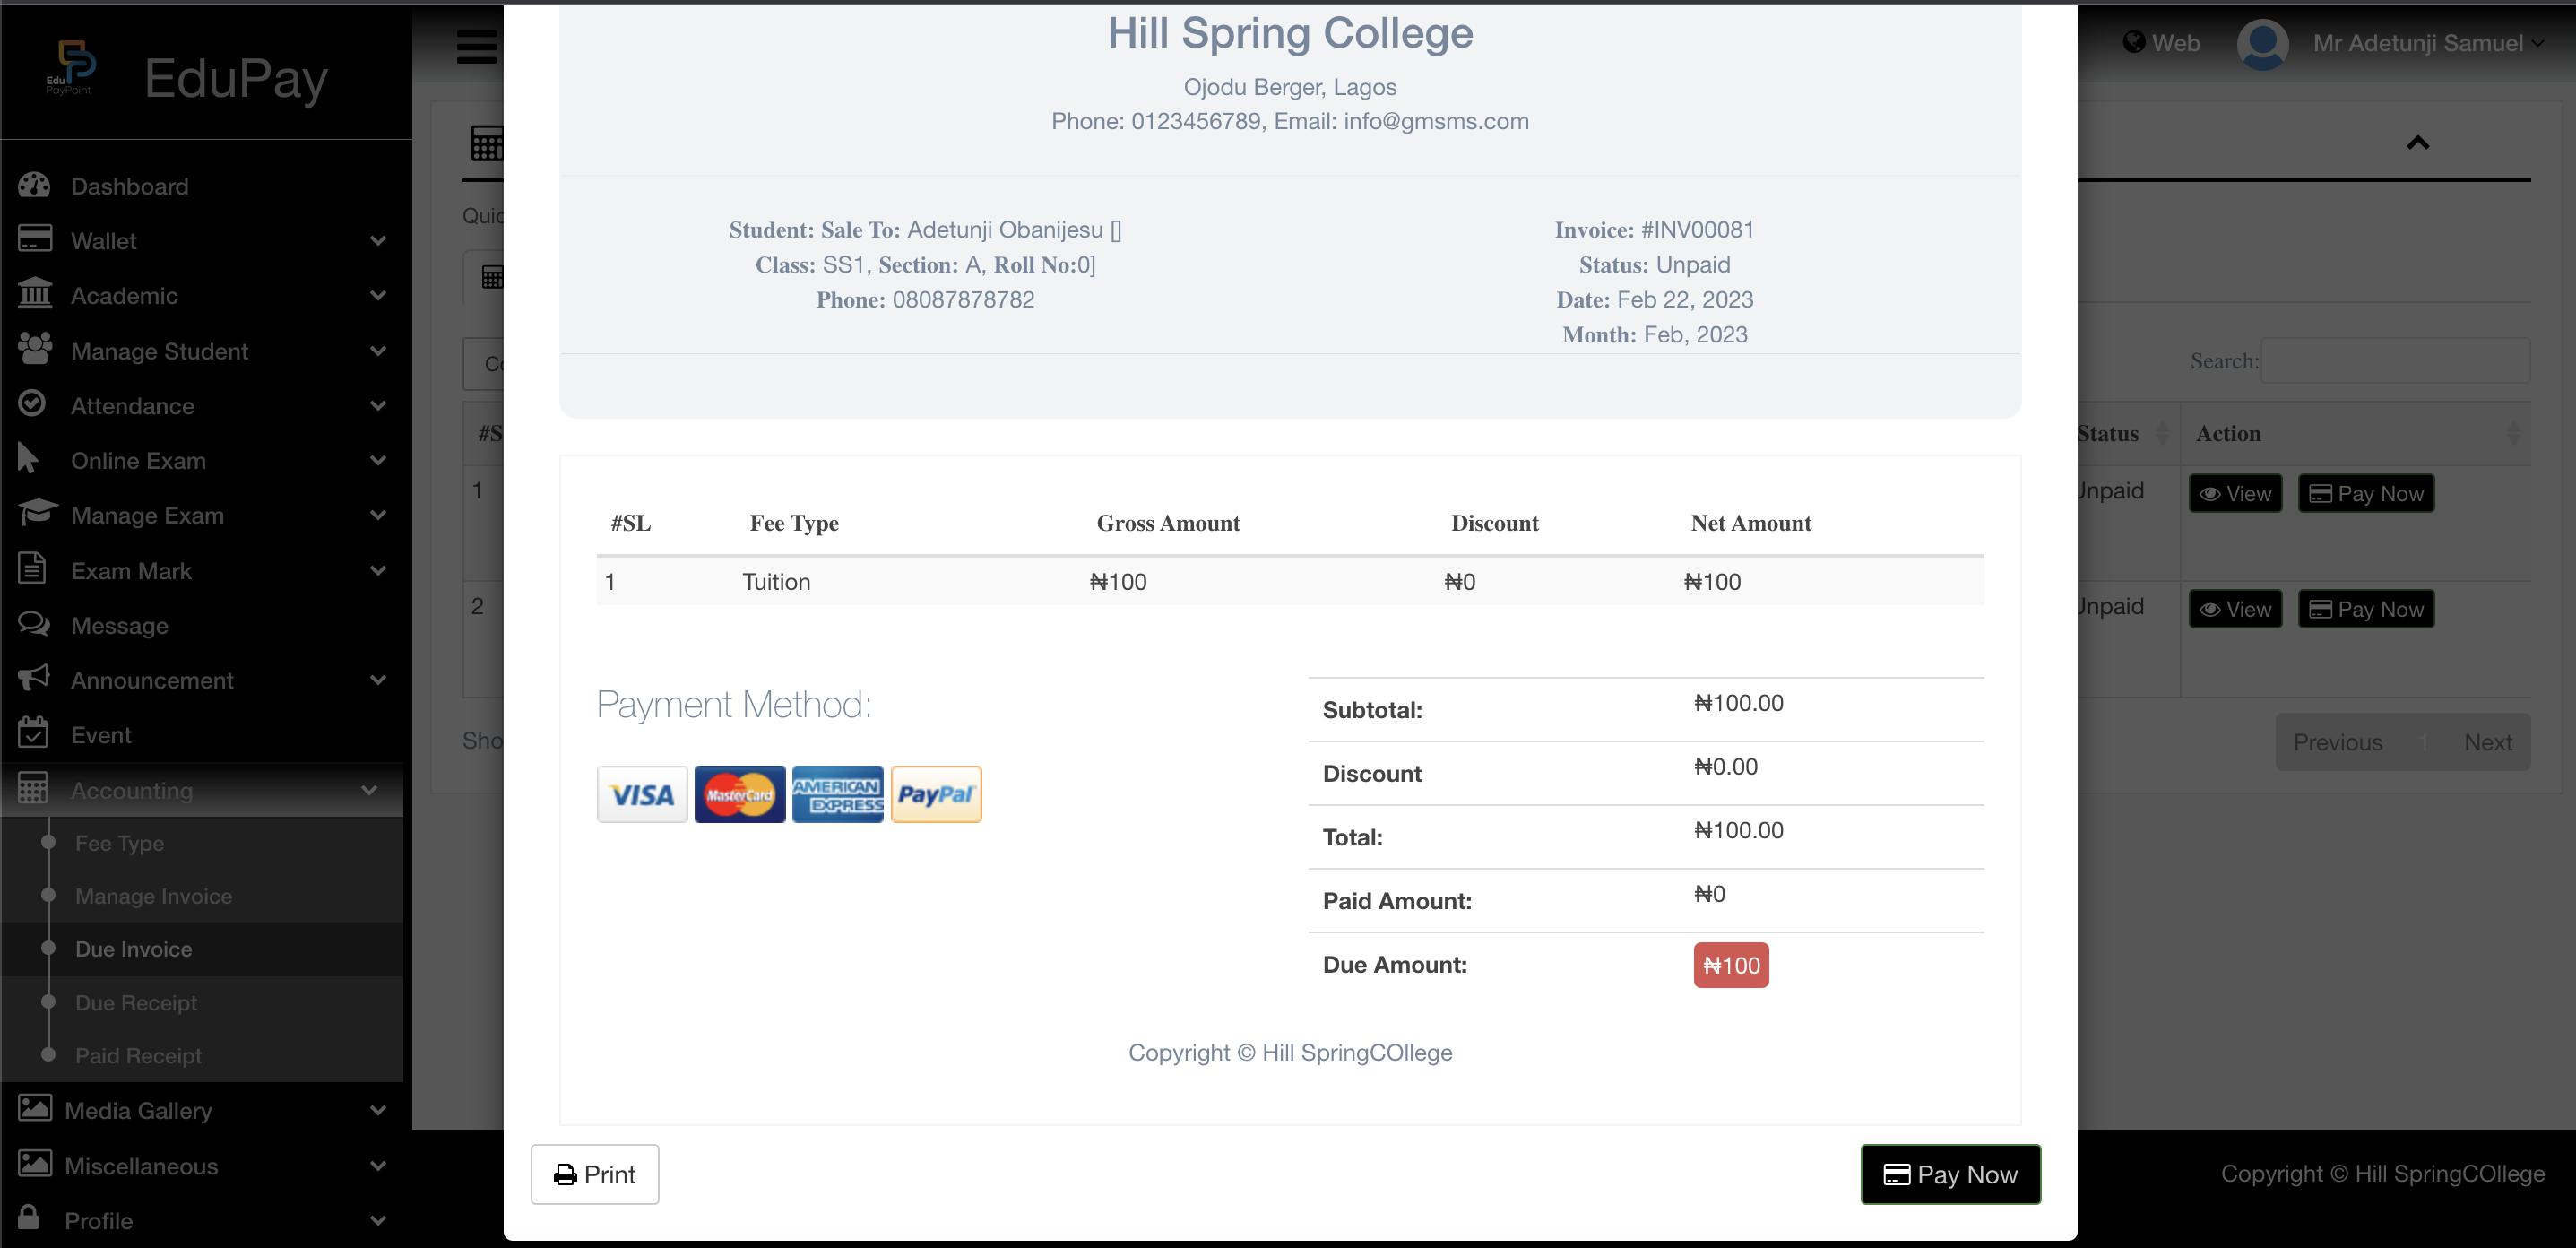 Edu
PayPoint
EduPay
Dashboard
Wallet
Academic
Manage Student
Attendance
Online Exam
Manage Exam
Exam Mark
Message
Announcement
Event
Accounting
Fee Type
Manage Invoice
Due Invoice
Due Receipt
Paid Receipt
Media Gallery
Miscellaneous
Profile
Web
Mr Adetunji Samuel
Hill Spring College
Ojodu Berger, Lagos
Phone: 0123456789, Email: info@gmsms.com
Student: Sale To: Adetunji Obanijesu []
Class: SS1, Section: A, Roll No:0]
Phone: 08087878782
Invoice: #INV00081
Status: Unpaid
Date: Feb 22, 2023
Month: Feb, 2023
#SL Fee Type Gross Amount Discount Net Amount
1 Tuition ₦100 ₦0 ₦100
Payment Method:
VISA MasterCard AMERICAN EXPRESS PayPal
Subtotal: ₦100.00
Discount ₦0.00
Total: ₦100.00
Paid Amount: ₦0
Due Amount: ₦100
Copyright © Hill SpringCOllege
Print
Pay Now
Search:
Status Action
1 View Pay Now
2 View Pay Now
Previous 1 Next
Copyright © Hill SpringCOllege